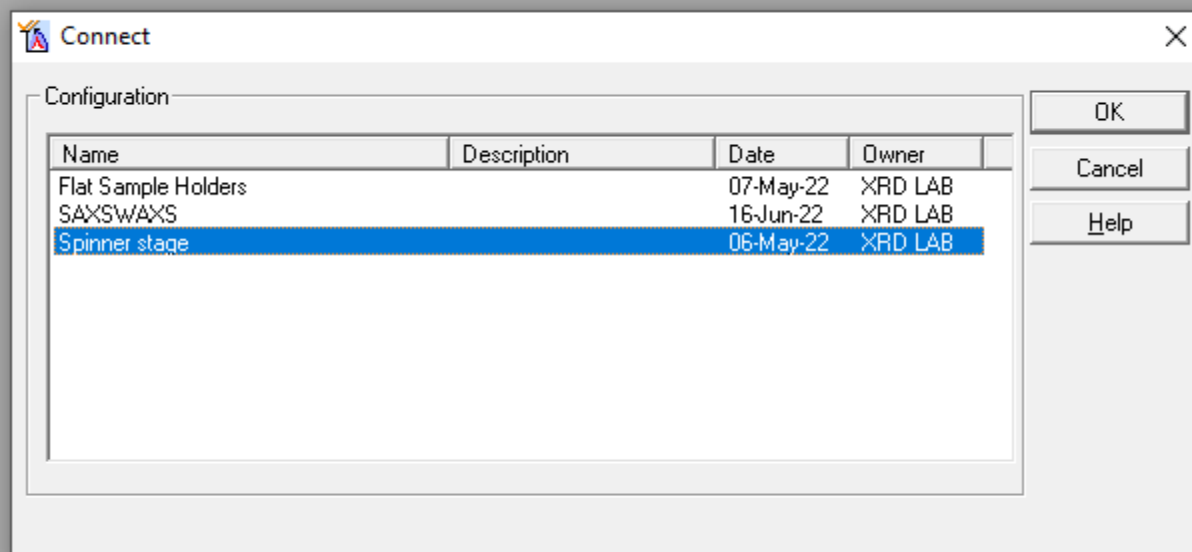 Connect
Configuration
OK
Name Description Date Owner
Cancel
Flat Sample Holders 07-May-22 XRD LAB
SAXSWAXS 16-Jun-22 XRD LAB
Help
Spinner stage 06-May-22 XRD LAB